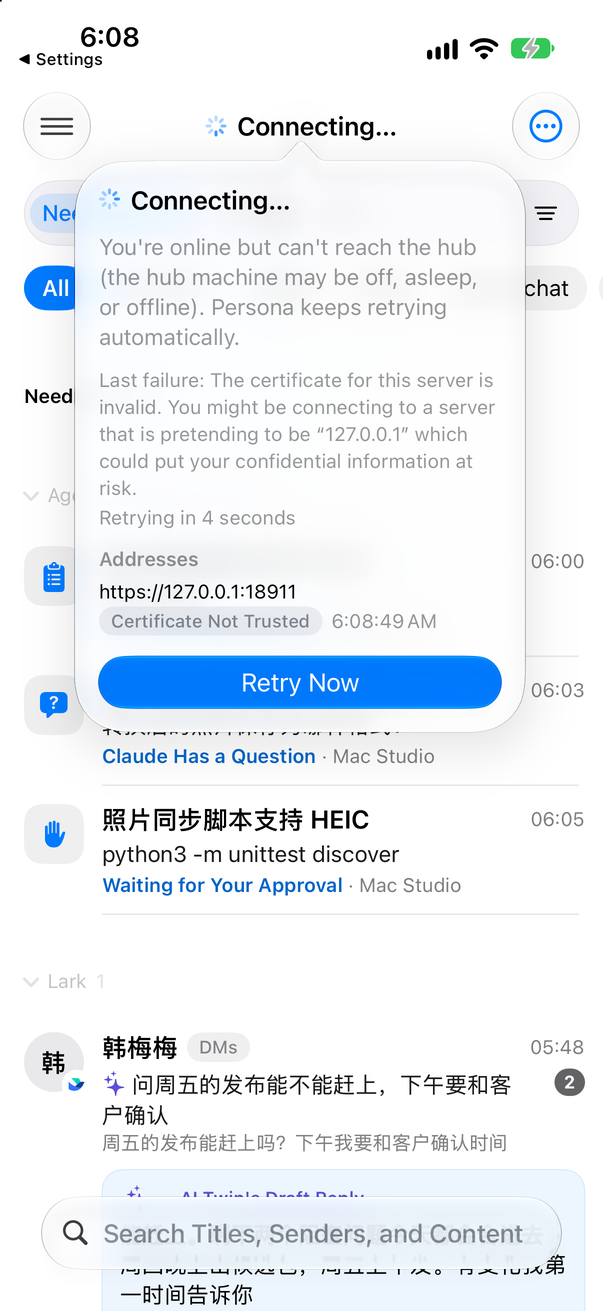 6:08
◀ Settings
Connecting...
Connecting...
You're online but can't reach the hub
(the hub machine may be off, asleep,
or offline). Persona keeps retrying
automatically.
Last failure: The certificate for this server is
invalid. You might be connecting to a server
that is pretending to be “127.0.0.1” which
could put your confidential information at
risk.
Retrying in 4 seconds
Addresses
https://127.0.0.1:18911
Certificate Not Trusted 6:08:49 AM
Retry Now
All
chat
06:00
06:03
Claude Has a Question · Mac Studio
照片同步脚本支持 HEIC 06:05
python3 -m unittest discover
Waiting for Your Approval · Mac Studio
Lark 1
韩
韩梅梅 DMs 05:48
问周五的发布能不能赶上，下午要和客
户确认
2
周五的发布能赶上吗？下午我要和客户确认时间
AI Twin's Draft Reply
Search Titles, Senders, and Content
一时间告诉你